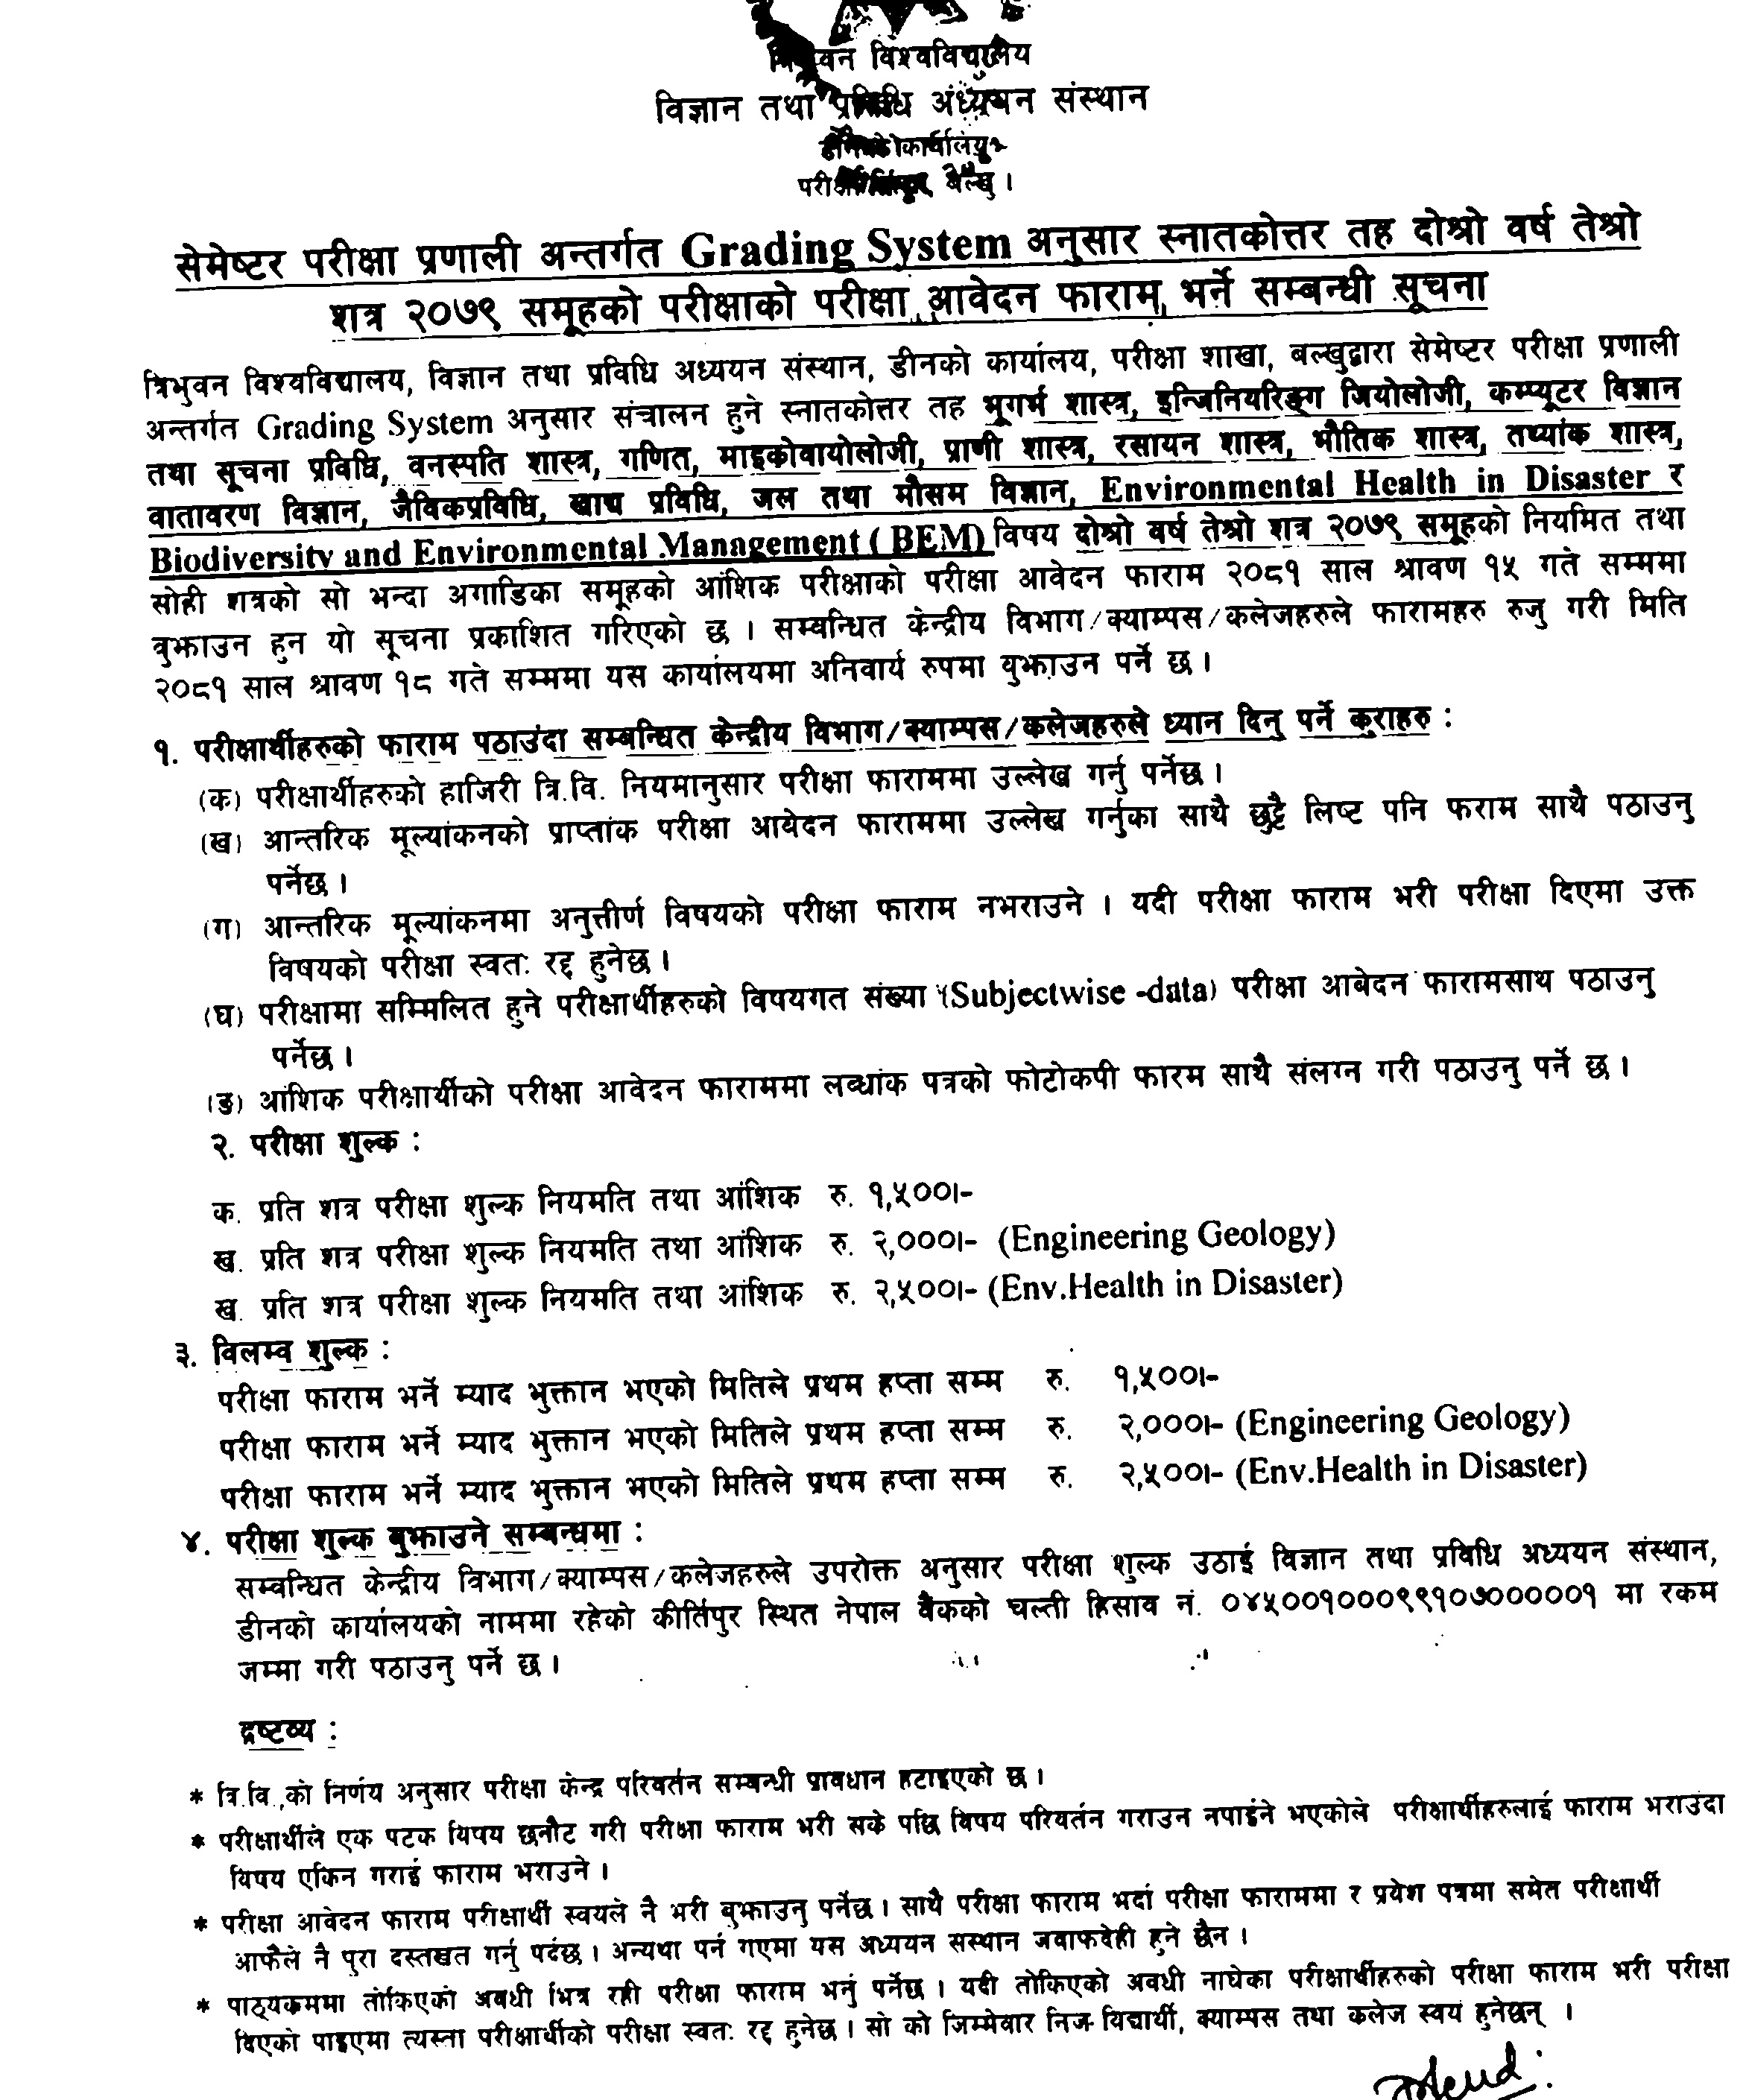 त्रिभुवन विश्वविद्यालय
विज्ञान तथा प्रविधि अध्ययन संस्थान
डीनको कार्यालय
परीक्षा बल्खु ।
सेमेष्टर परीक्षा प्रणाली अन्तर्गत Grading System अनुसार स्नातकोत्तर तह दोश्रो वर्ष तेश्रो
शत्र २०७९ समूहको परीक्षाको परीक्षा आवेदन फाराम भर्ने सम्बन्धी सूचना
त्रिभुवन विश्वविद्यालय, विज्ञान तथा प्रविधि अध्ययन संस्थान, डीनको कार्यालय, परीक्षा शाखा, बल्खुद्वारा सेमेष्टर परीक्षा प्रणाली
अन्तर्गत Grading System अनुसार संचालन हुने स्नातकोत्तर तह भूगर्भ शास्त्र, इन्जिनियरिङ्ग जियोलोजी, कम्प्यूटर विज्ञान
तथा सूचना प्रविधि, वनस्पति शास्त्र, गणित, माइकोवायोलोजी, प्राणी शास्त्र, रसायन शास्त्र, भौतिक शास्त्र, तथ्यांक शास्त्र,
वातावरण विज्ञान, जैविकप्रविधि, खाद्य प्रविधि, जल तथा मौसम विज्ञान, Environmental Health in Disaster र
Biodiversity and Environmental Management ( BEM) विषय दोश्रो वर्ष तेश्रो शत्र २०७९ समूहको नियमित तथा
सोही शत्रको सो भन्दा अगाडिका समूहको आंशिक परीक्षाको परीक्षा आवेदन फाराम २०८१ साल श्रावण १५ गते सम्ममा
वुझाउन हुन यो सूचना प्रकाशित गरिएको छ । सम्वन्धित केन्द्रीय विभाग/क्याम्पस/कलेजहरुले फारामहरु रुजु गरी मिति
२०८१ साल श्रावण १८ गते सम्ममा यस कार्यालयमा अनिवार्य रुपमा वुझाउन पर्ने छ ।
१. परीक्षार्थीहरुको फाराम पठाउंदा सम्बन्धित केन्द्रीय विभाग/क्याम्पस/कलेजहरुले ध्यान दिनु पर्ने कुराहरु :
(क) परीक्षार्थीहरुको हाजिरी त्रि.वि. नियमानुसार परीक्षा फाराममा उल्लेख गर्नु पर्नेछ ।
(ख) आन्तरिक मूल्यांकनको प्राप्तांक परीक्षा आवेदन फाराममा उल्लेख गर्नुका साथै छुट्टै लिष्ट पनि फराम साथै पठाउनु
पर्नेछ ।
(ग) आन्तरिक मूल्यांकनमा अनुत्तीर्ण विषयको परीक्षा फाराम नभराउने । यदी परीक्षा फाराम भरी परीक्षा दिएमा उक्त
विषयको परीक्षा स्वतः रद्द हुनेछ ।
(घ) परीक्षामा सम्मिलित हुने परीक्षार्थीहरुको विषयगत संख्या (Subjectwise -data) परीक्षा आबेदन फारामसाथ पठाउनु
पर्नेछ ।
(ङ) आंशिक परीक्षार्थीको परीक्षा आवेदन फाराममा लव्धांक पत्रको फोटोकपी फारम साथै संलग्न गरी पठाउनु पर्ने छ ।
२. परीक्षा शुल्क :
क. प्रति शत्र परीक्षा शुल्क नियमति तथा आंशिक रु. १,५००।-
ख. प्रति शत्र परीक्षा शुल्क नियमति तथा आंशिक रु. २,०००।- (Engineering Geology)
ख. प्रति शत्र परीक्षा शुल्क नियमति तथा आंशिक रु. २,५००।- (Env.Health in Disaster)
३. विलम्व शुल्क :
परीक्षा फाराम भर्ने म्याद भुक्तान भएको मितिले प्रथम हप्ता सम्म रु. १,५००।-
परीक्षा फाराम भर्ने म्याद भुक्तान भएको मितिले प्रथम हप्ता सम्म रु. २,०००।- (Engineering Geology)
परीक्षा फाराम भर्ने म्याद भुक्तान भएको मितिले प्रथम हप्ता सम्म रु. २,५००।- (Env.Health in Disaster)
४. परीक्षा शुल्क बुझाउने सम्बन्धमा :
सम्वन्धित केन्द्रीय विभाग/क्याम्पस/कलेजहरुले उपरोक्त अनुसार परीक्षा शुल्क उठाई विज्ञान तथा प्रविधि अध्ययन संस्थान,
डीनको कार्यालयको नाममा रहेको कीर्तिपुर स्थित नेपाल वैंकको चल्ती हिसाव नं. ०४५००१०००९९१०७०००००१ मा रकम
जम्मा गरी पठाउनु पर्ने छ ।
द्रष्टव्य :
* त्रि.वि.को निर्णय अनुसार परीक्षा केन्द्र परिवर्तन सम्बन्धी प्रावधान हटाइएको छ ।
* परीक्षार्थीले एक पटक विषय छनौट गरी परीक्षा फाराम भरी सके पछि विषय परिवर्तन गराउन नपाईने भएकोले परीक्षार्थीहरुलाई फाराम भराउंदा
विषय एकिन गराई फाराम भराउने ।
* परीक्षा आवेदन फाराम परीक्षार्थी स्वयंले नै भरी बुझाउनु पर्नेछ । साथै परीक्षा फाराम भर्दा परीक्षा फाराममा र प्रवेश पत्रमा समेत परीक्षार्थी
आफैले नै पुरा दस्तखत गर्नु पर्दछ । अन्यथा पर्न गएमा यस अध्ययन संस्थान जवाफदेही हुने छैन ।
* पाठ्यक्रममा तोकिएको अवधी भित्र रही परीक्षा फाराम भर्नु पर्नेछ । यदी तोकिएको अवधी नाघेका परीक्षार्थीहरुको परीक्षा फाराम भरी परीक्षा
दिएको पाइएमा त्यस्ता परीक्षार्थीको परीक्षा स्वतः रद्द हुनेछ । सो को जिम्मेवार निज विद्यार्थी, क्याम्पस तथा कलेज स्वयं हुनेछन् ।